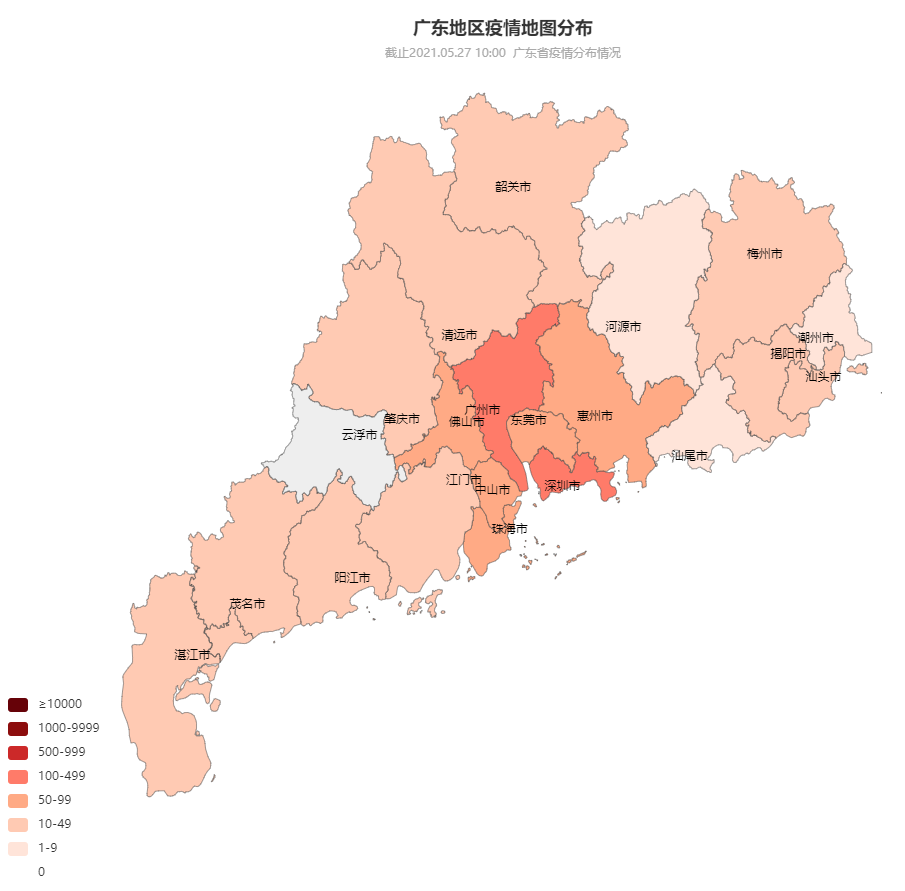 广东地区疫情地图分布
截止2021.05.27 10:00 广东省疫情分布情况
韶关市
梅州市
河源市
清远市
潮州市
揭阳市
汕头市
广州市
肇庆市
佛山市
东莞市
惠州市
云浮市
汕尾市
江门市
中山市
深圳市
珠海市
阳江市
茂名市
湛江市
≥10000
1000-9999
500-999
100-499
50-99
10-49
1-9
0